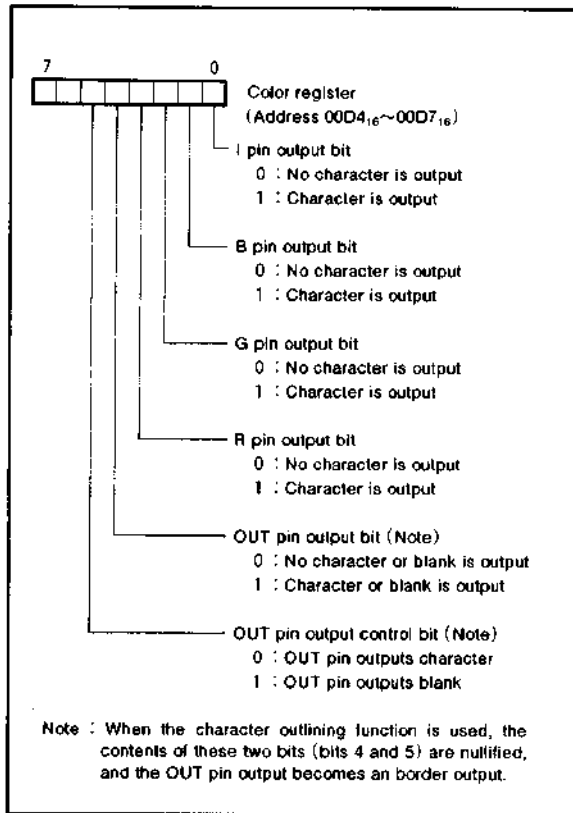 7 0
Color register
(Address 00D4₁₆~00D7₁₆)
I pin output bit
0 : No character is output
1 : Character is output
B pin output bit
0 : No character is output
1 : Character is output
G pin output bit
0 : No character is output
1 : Character is output
R pin output bit
0 : No character is output
1 : Character is output
OUT pin output bit (Note)
0 : No character or blank is output
1 : Character or blank is output
OUT pin output control bit (Note)
0 : OUT pin outputs character
1 : OUT pin outputs blank
Note : When the character outlining function is used, the
contents of these two bits (bits 4 and 5) are nullified,
and the OUT pin output becomes an border output.